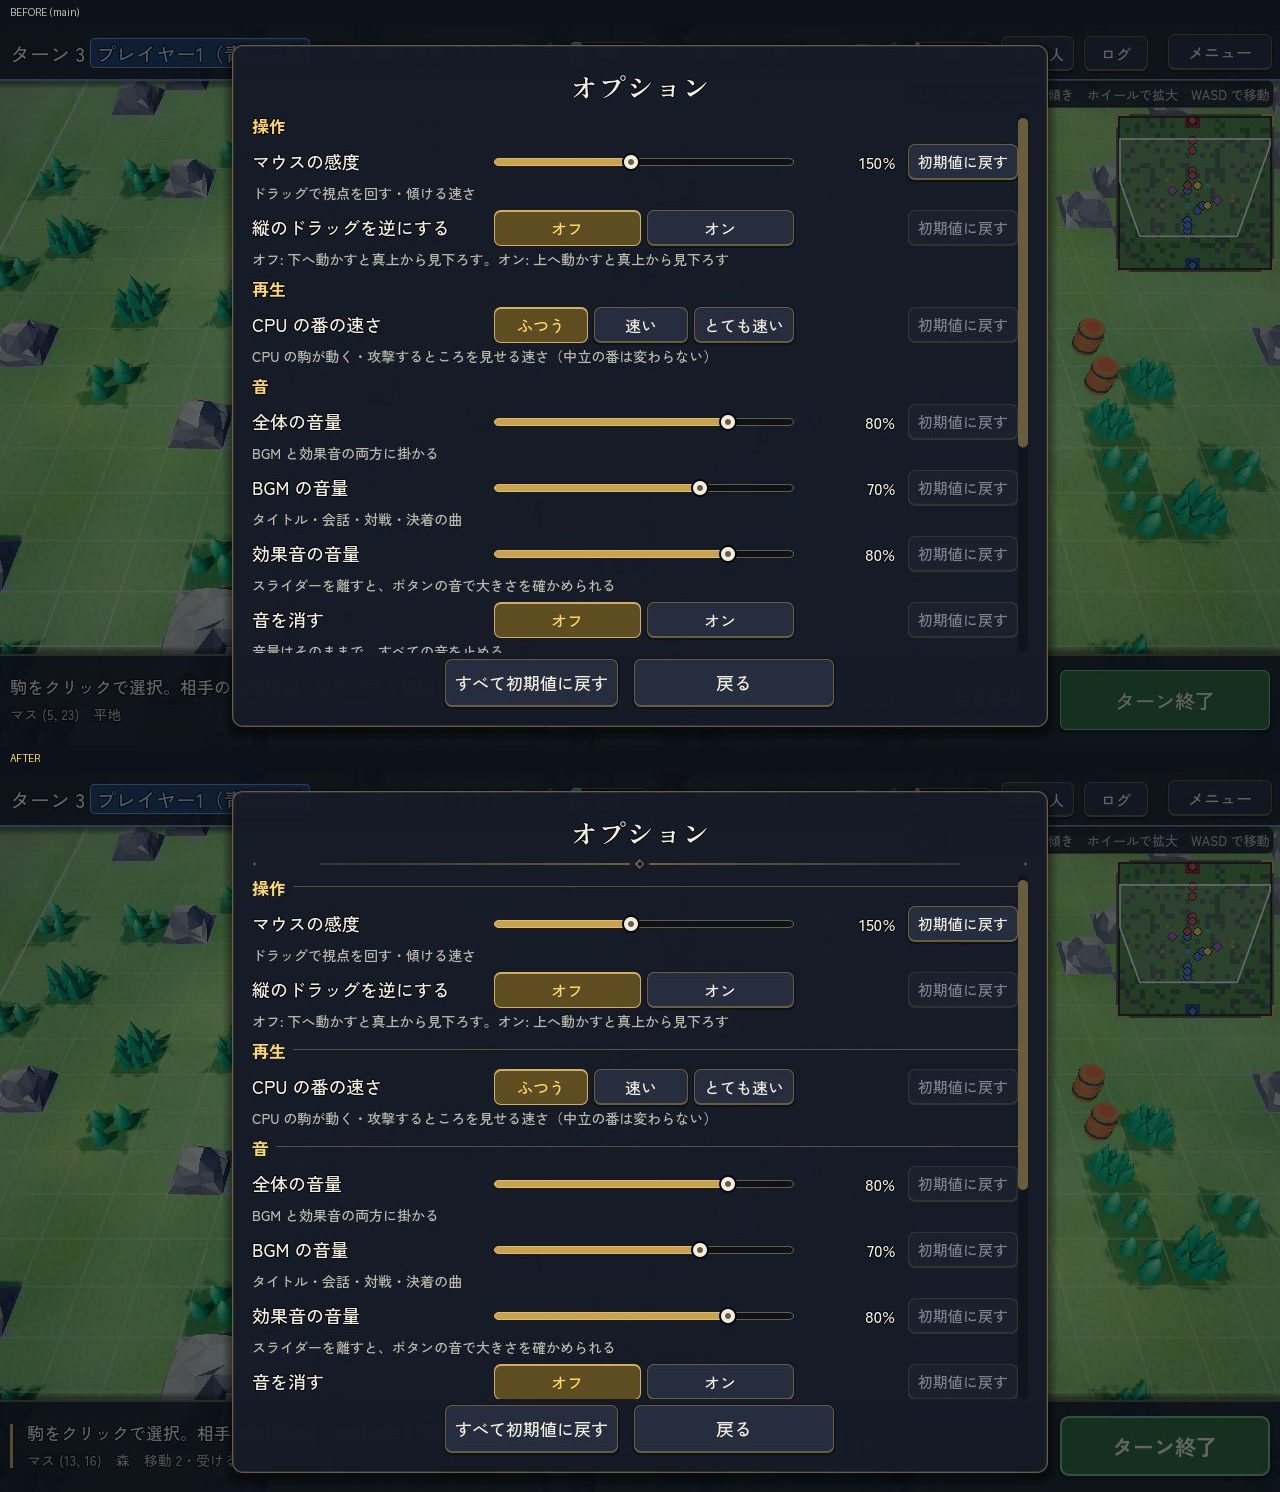 BEFORE (main)
ターン 3 プレイヤー1（青
人 ログ メニュー
オプション
傾き ホイールで拡大 WASD で移動
操作
マウスの感度 150% 初期値に戻す
ドラッグで視点を回す・傾ける速さ
縦のドラッグを逆にする オフ オン 初期値に戻す
オフ: 下へ動かすと真上から見下ろす。オン: 上へ動かすと真上から見下ろす
再生
CPU の番の速さ ふつう 速い とても速い 初期値に戻す
CPU の駒が動く・攻撃するところを見せる速さ（中立の番は変わらない）
音
全体の音量 80% 初期値に戻す
BGM と効果音の両方に掛かる
BGM の音量 70% 初期値に戻す
タイトル・会話・対戦・決着の曲
効果音の音量 80% 初期値に戻す
スライダーを離すと、ボタンの音で大きさを確かめられる
音を消す オフ オン 初期値に戻す
音量はそのままで、すべての音を止める
すべて初期値に戻す 戻る
駒をクリックで選択。相手の
マス (5, 23) 平地
ターン終了
AFTER
ターン 3 プレイヤー1（青
人 ログ メニュー
オプション
傾き ホイールで拡大 WASD で移動
操作
マウスの感度 150% 初期値に戻す
ドラッグで視点を回す・傾ける速さ
縦のドラッグを逆にする オフ オン 初期値に戻す
オフ: 下へ動かすと真上から見下ろす。オン: 上へ動かすと真上から見下ろす
再生
CPU の番の速さ ふつう 速い とても速い 初期値に戻す
CPU の駒が動く・攻撃するところを見せる速さ（中立の番は変わらない）
音
全体の音量 80% 初期値に戻す
BGM と効果音の両方に掛かる
BGM の音量 70% 初期値に戻す
タイトル・会話・対戦・決着の曲
効果音の音量 80% 初期値に戻す
スライダーを離すと、ボタンの音で大きさを確かめられる
音を消す オフ オン 初期値に戻す
すべて初期値に戻す 戻る
駒をクリックで選択。相手
マス (13, 16) 森 移動 2・受ける
ターン終了